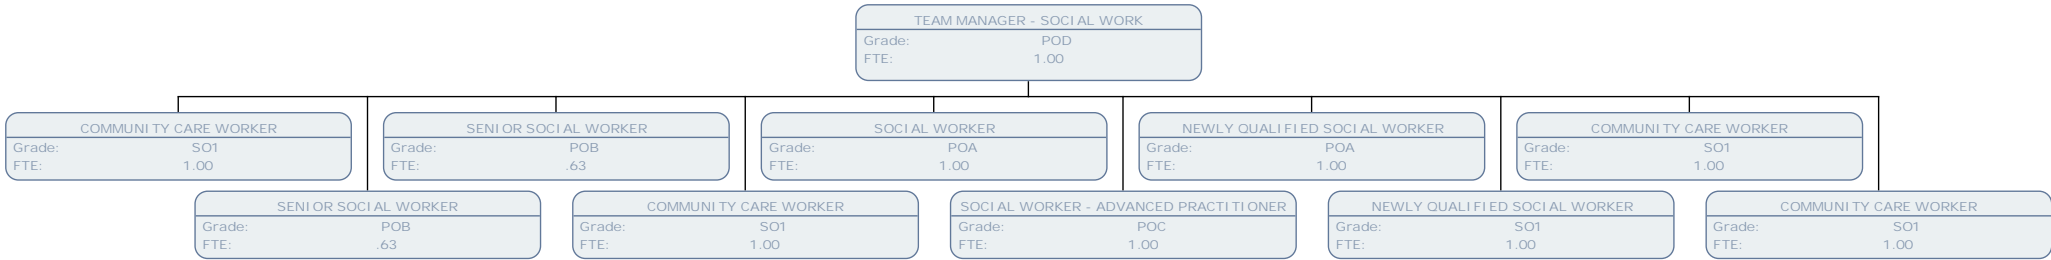 TEAM MANAGER - SOCIAL WORK
Grade: POD
FTE: 1.00
COMMUNITY CARE WORKER
Grade: SO1
FTE: 1.00
SENIOR SOCIAL WORKER
Grade: POB
FTE: .63
SOCIAL WORKER
Grade: POA
FTE: 1.00
NEWLY QUALIFIED SOCIAL WORKER
Grade: POA
FTE: 1.00
COMMUNITY CARE WORKER
Grade: SO1
FTE: 1.00
SENIOR SOCIAL WORKER
Grade: POB
FTE: .63
COMMUNITY CARE WORKER
Grade: SO1
FTE: 1.00
SOCIAL WORKER - ADVANCED PRACTITIONER
Grade: POC
FTE: 1.00
NEWLY QUALIFIED SOCIAL WORKER
Grade: SO1
FTE: 1.00
COMMUNITY CARE WORKER
Grade: SO1
FTE: 1.00